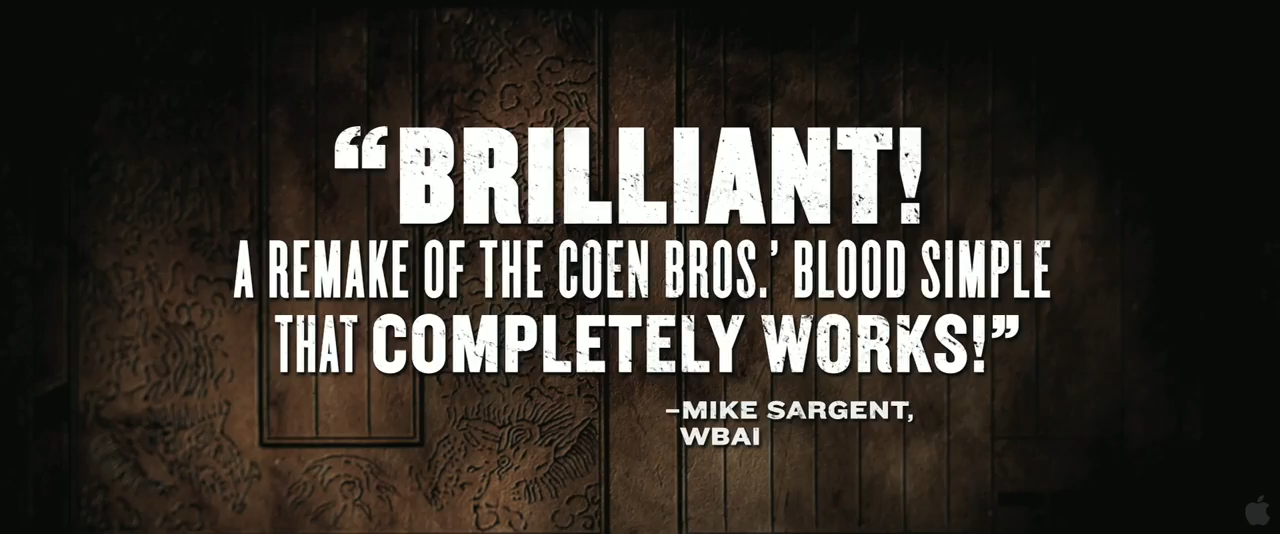 “BRILLIANT!
A REMAKE OF THE COEN BROS.’ BLOOD SIMPLE
THAT COMPLETELY WORKS!”
–MIKE SARGENT,
WBAI